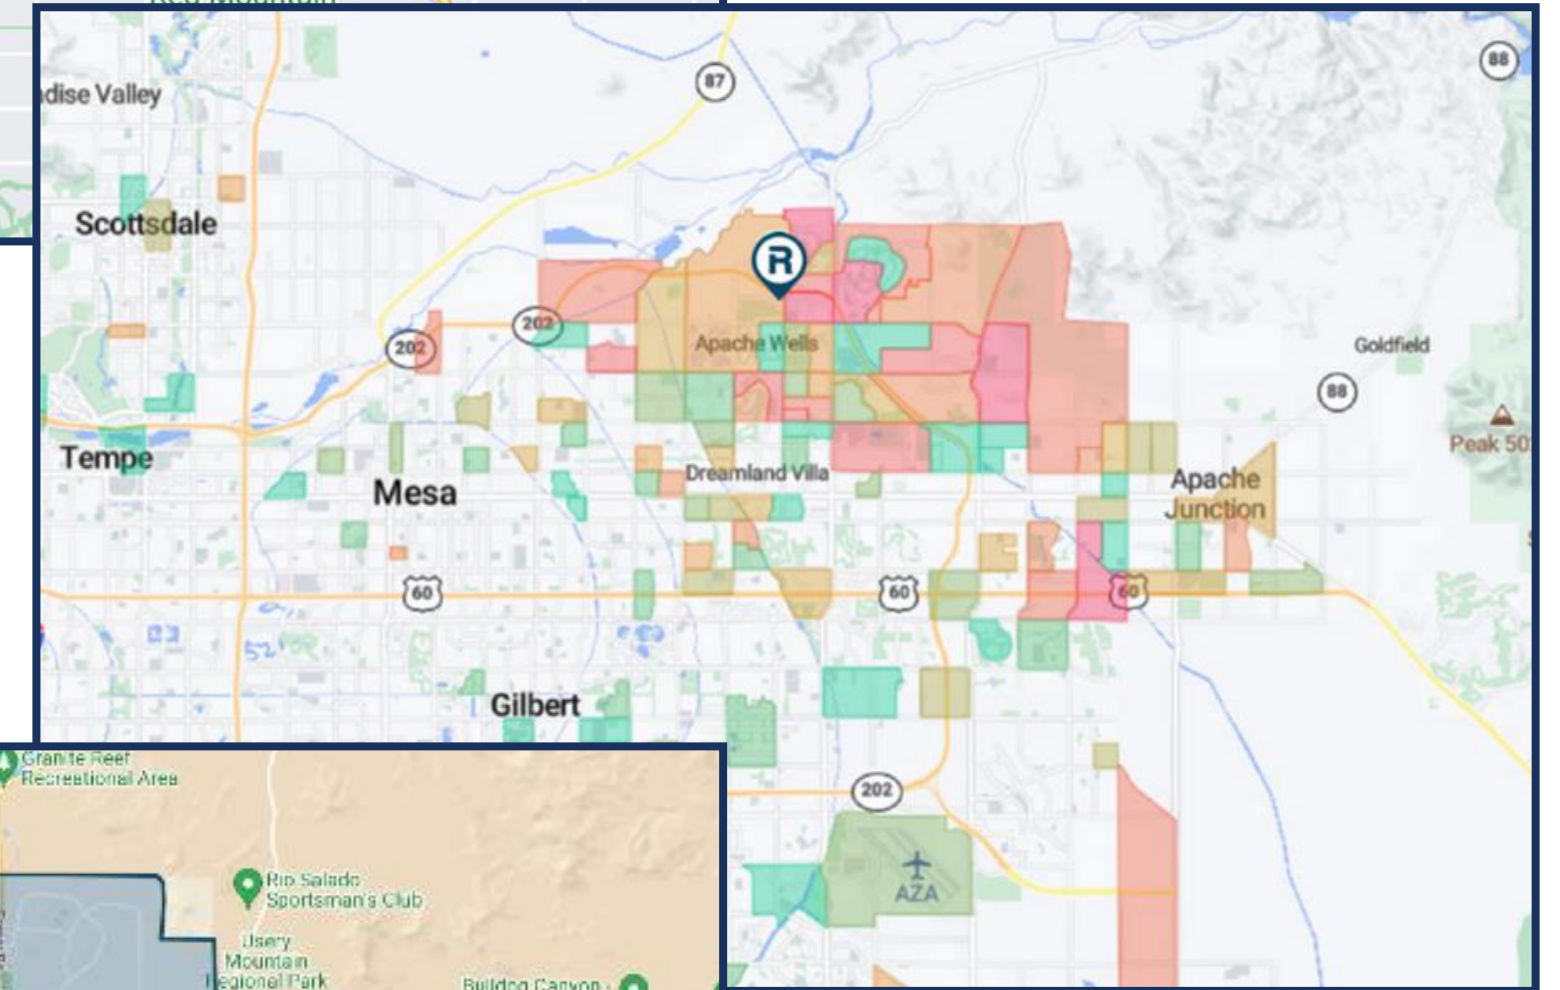 87
88
dise Valley
Scottsdale
R
202
202
Apache Wells
Goldfield
88
Peak 50
Tempe
Mesa
Dreamland Villa
Apache
Junction
60
60
60
Gilbert
202
AZA
Granite Reef
Recreational Area
Rio Salado
Sportsman's Club
Usery
Mountain
Regional Park
Bulldog Canyon -